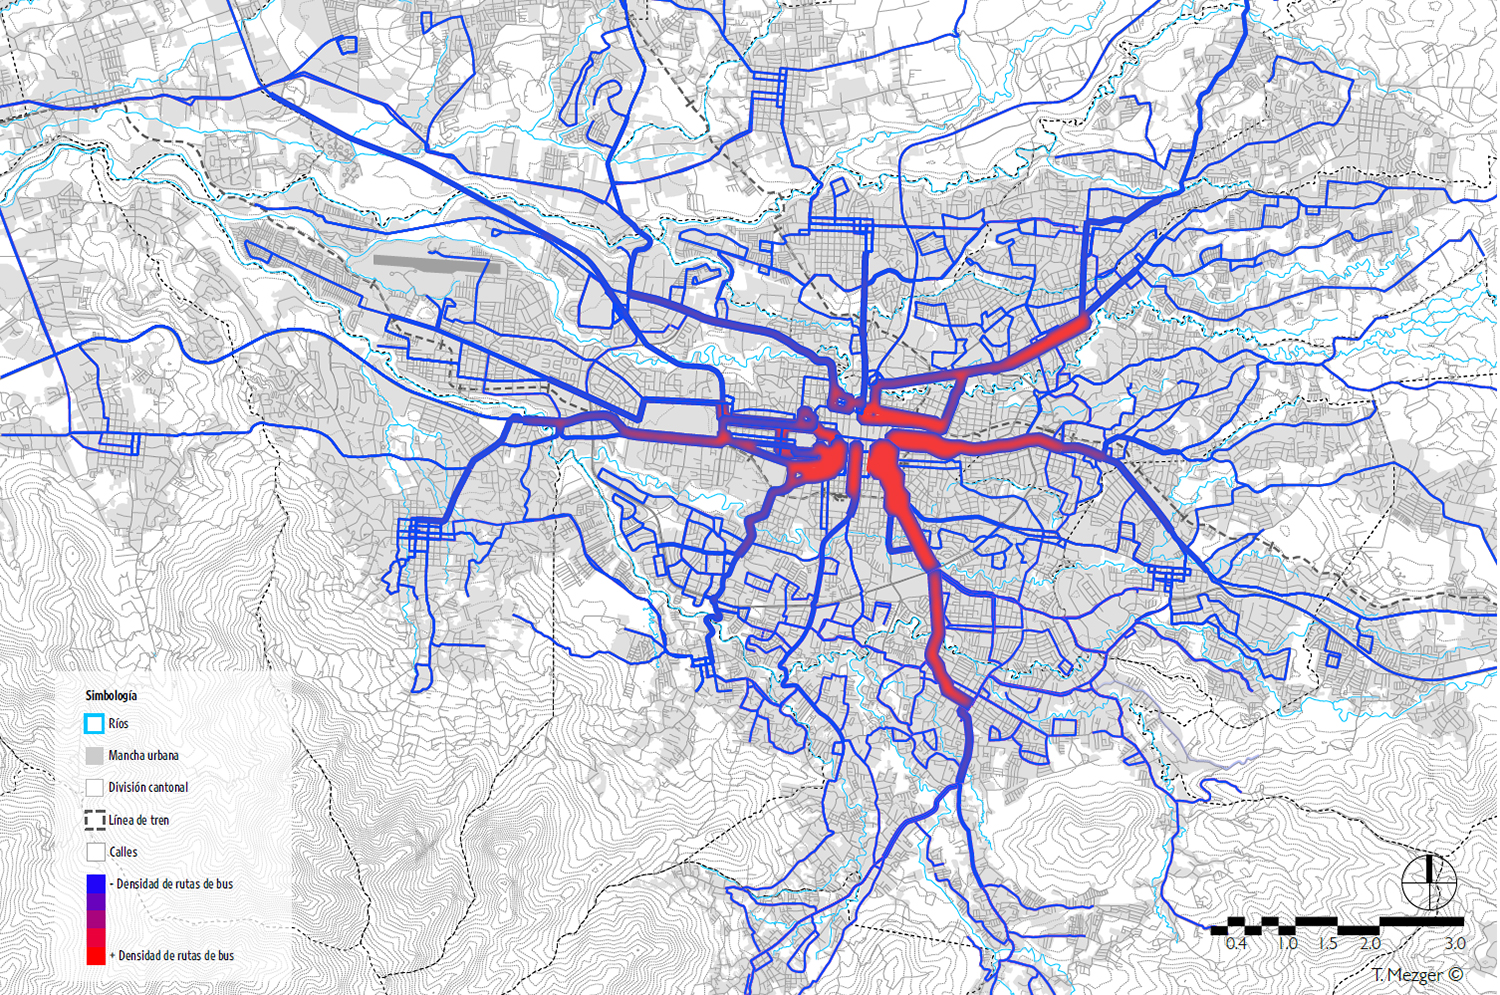 Simbología
Ríos
Mancha urbana
División cantonal
Línea de tren
Calles
- Densidad de rutas de bus
+ Densidad de rutas de bus
0.4 1.0 1.5 2.0 3.0
T. Mezger ©